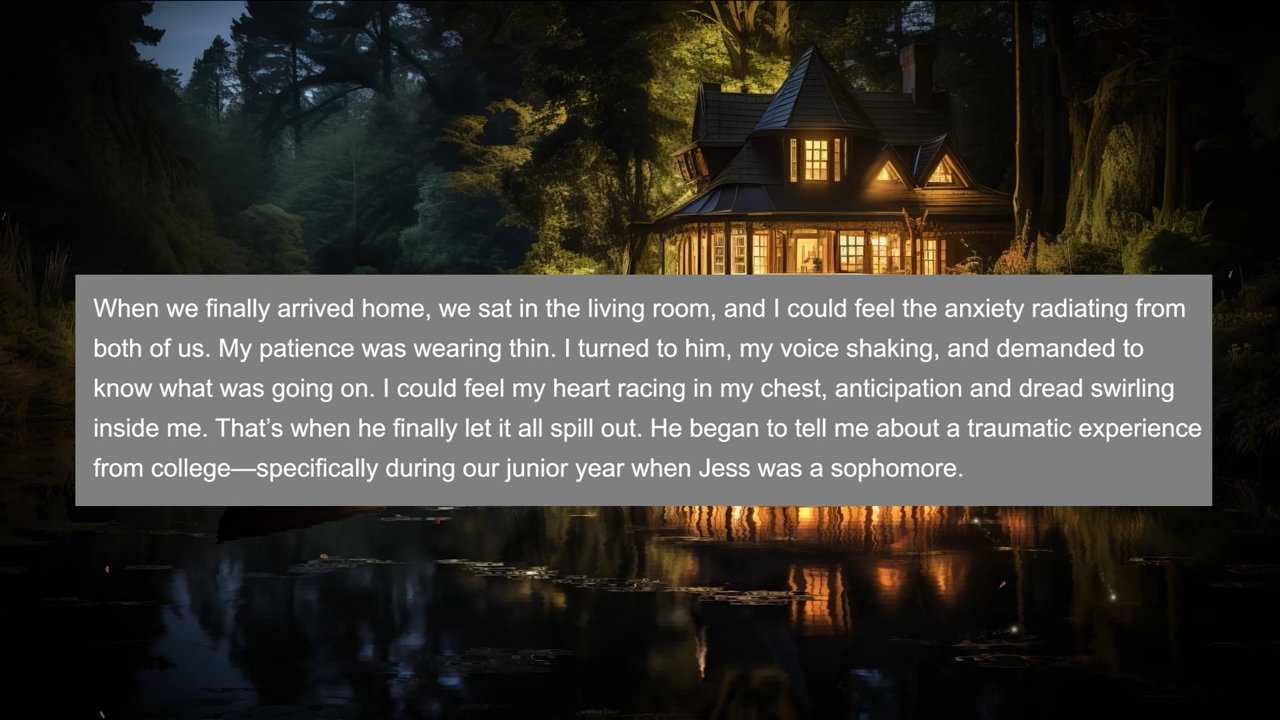 When we finally arrived home, we sat in the living room, and I could feel the anxiety radiating from
both of us. My patience was wearing thin. I turned to him, my voice shaking, and demanded to
know what was going on. I could feel my heart racing in my chest, anticipation and dread swirling
inside me. That’s when he finally let it all spill out. He began to tell me about a traumatic experience
from college—specifically during our junior year when Jess was a sophomore.